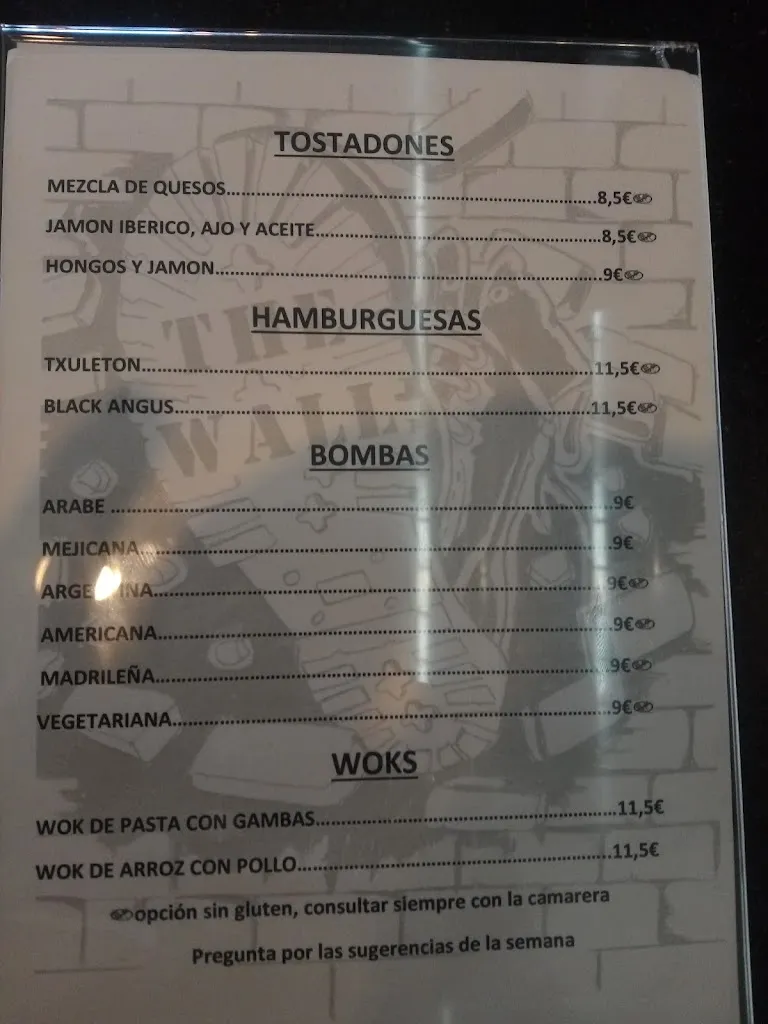 TOSTADONES
MEZCLA DE QUESOS........................................8,5€
JAMON IBERICO, AJO Y ACEITE........................................8,5€
HONGOS Y JAMON........................................9€
HAMBURGUESAS
TXULETON........................................11,5€
BLACK ANGUS........................................11,5€
THE
WALL
BOMBAS
ARABE ........................................9€
MEJICANA........................................9€
ARGENTINA........................................9€
AMERICANA........................................9€
MADRILEÑA........................................9€
VEGETARIANA........................................9€
WOKS
WOK DE PASTA CON GAMBAS........................................11,5€
WOK DE ARROZ CON POLLO........................................11,5€
opción sin gluten, consultar siempre con la camarera
Pregunta por las sugerencias de la semana